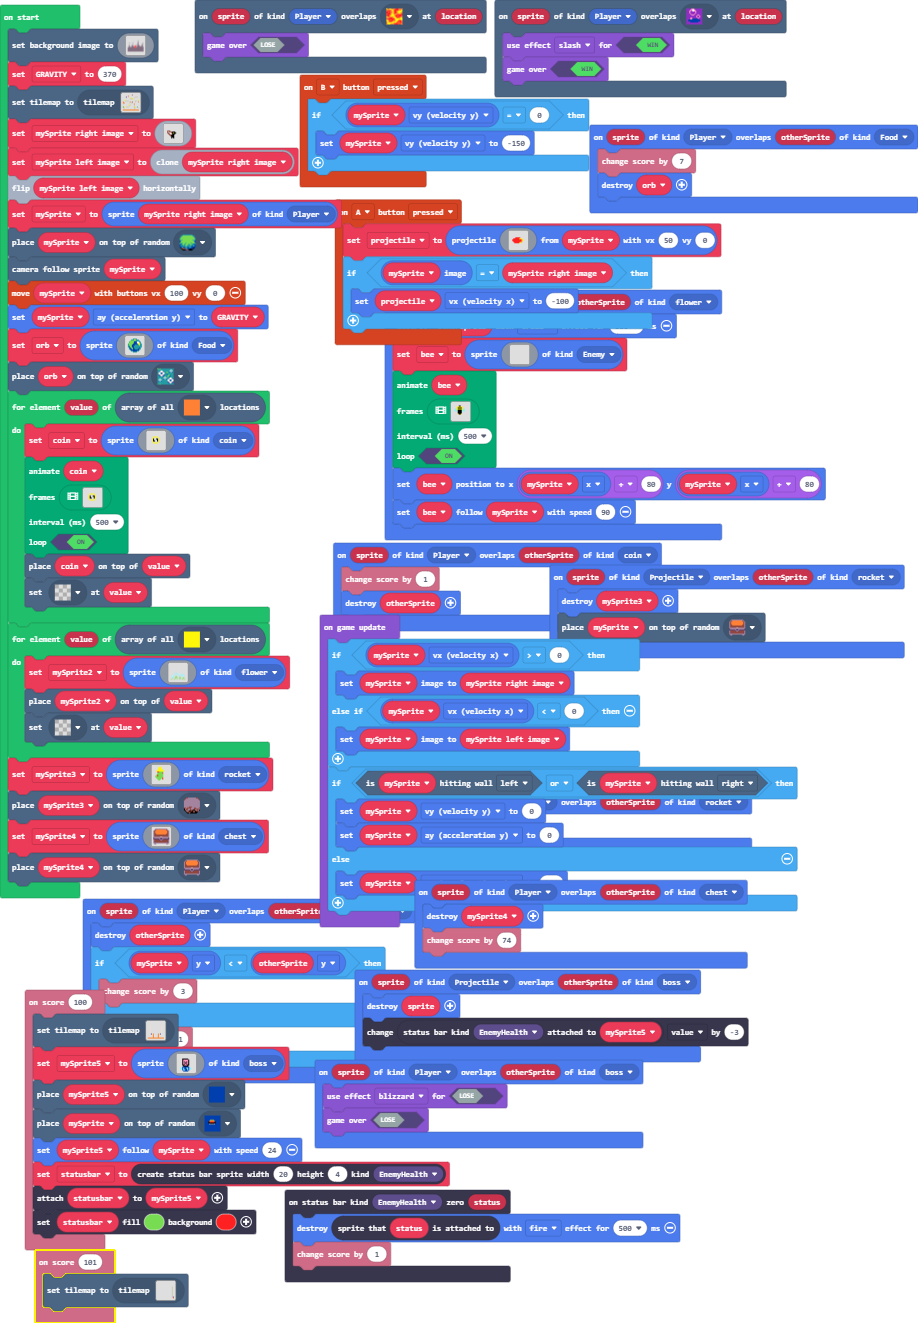 on start
set background image to
set GRAVITY to 370
set tilemap to tilemap
set mySprite right image to
set mySprite left image to clone mySprite right image
flip mySprite left image horizontally
set mySprite to sprite mySprite right image of kind Player
place mySprite on top of random
camera follow sprite mySprite
move mySprite with buttons vx 100 vy 0
set mySprite ay (acceleration y) to GRAVITY
set orb to sprite of kind Food
place orb on top of random
for element value of array of all locations
do
set coin to sprite of kind coin
animate coin
frames
interval (ms) 500
loop ON
place coin on top of value
set at value
for element value of array of all locations
do
set mySprite2 to sprite of kind flower
place mySprite2 on top of value
set at value
set mySprite3 to sprite of kind rocket
place mySprite3 on top of random
set mySprite4 to sprite of kind chest
place mySprite4 on top of random
on sprite of kind Player overlaps at location
game over LOSE
on sprite of kind Player overlaps at location
use effect slash for WIN
game over WIN
on B button pressed
if mySprite vy (velocity y) = 0 then
set mySprite vy (velocity y) to -150
on sprite of kind Player overlaps otherSprite of kind Food
change score by 7
destroy orb
on A button pressed
set projectile to projectile from mySprite with vx 50 vy 0
if mySprite image = mySprite right image then
set projectile vx (velocity x) to -100
otherSprite of kind flower
ms
set bee to sprite of kind Enemy
animate bee
frames
interval (ms) 500
loop ON
set bee position to x mySprite x ÷ 80 y mySprite x ÷ 80
set bee follow mySprite with speed 90
on sprite of kind Player overlaps otherSprite of kind coin
change score by 1
destroy otherSprite
on sprite of kind Projectile overlaps otherSprite of kind rocket
destroy mySprite3
place mySprite on top of random
on game update
if mySprite vx (velocity x) > 0 then
set mySprite image to mySprite right image
else if mySprite vx (velocity x) < 0 then
set mySprite image to mySprite left image
if is mySprite hitting wall left or is mySprite hitting wall right then
set mySprite vy (velocity y) to 0
set mySprite ay (acceleration y) to 0
else
set mySprite
overlaps otherSprite of kind rocket
on sprite of kind Player overlaps otherSprite of kind chest
destroy mySprite4
change score by 74
on sprite of kind Player overlaps otherSprite
destroy otherSprite
if mySprite y < otherSprite y then
change score by 3
on score 100
set tilemap to tilemap
set mySprite5 to sprite of kind boss
place mySprite5 on top of random
place mySprite on top of random
set mySprite5 follow mySprite with speed 24
set statusbar to create status bar sprite width 20 height 4 kind EnemyHealth
attach statusbar to mySprite5
set statusbar fill background
on score 101
set tilemap to tilemap
on sprite of kind Projectile overlaps otherSprite of kind boss
destroy sprite
change status bar kind EnemyHealth attached to mySprite5 value by -3
on sprite of kind Player overlaps otherSprite of kind boss
use effect blizzard for LOSE
game over LOSE
on status bar kind EnemyHealth zero status
destroy sprite that status is attached to with fire effect for 500 ms
change score by 1